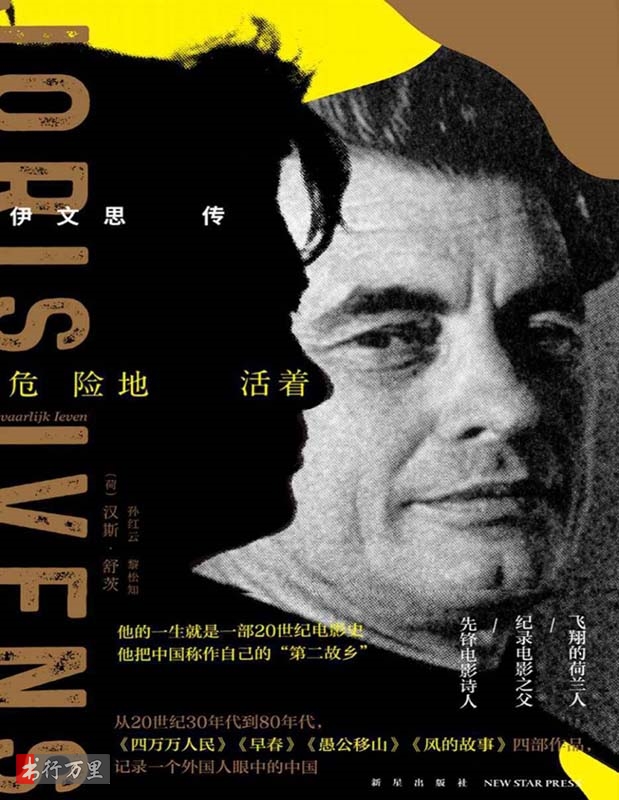 JORIS IVENS
伊文思 传
危险地 活着
vaarlijk leven
(荷) 汉斯·舒茨
孙红云 黎松知
他的一生就是一部20世纪电影史
他把中国称作自己的“第二故乡”
飞翔的荷兰人 /
纪录电影之父 /
先锋电影诗人
从20世纪30年代到80年代,
《四万万人民》《早春》《愚公移山》《风的故事》四部作品,
记录一个外国人眼中的中国
新星出版社 NEW STAR PRESS
书行万里